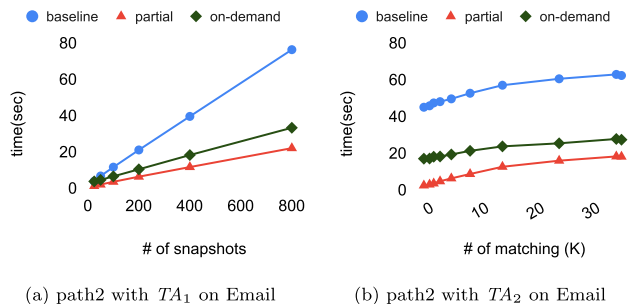 baseline partial on-demand
80
60
40
20
0
0 200 400 600 800
time(sec)
# of snapshots
(a) path2 with TA₁ on Email
baseline partial on-demand
80
60
40
20
0
0 10 20 30
time(sec)
# of matching (K)
(b) path2 with TA₂ on Email